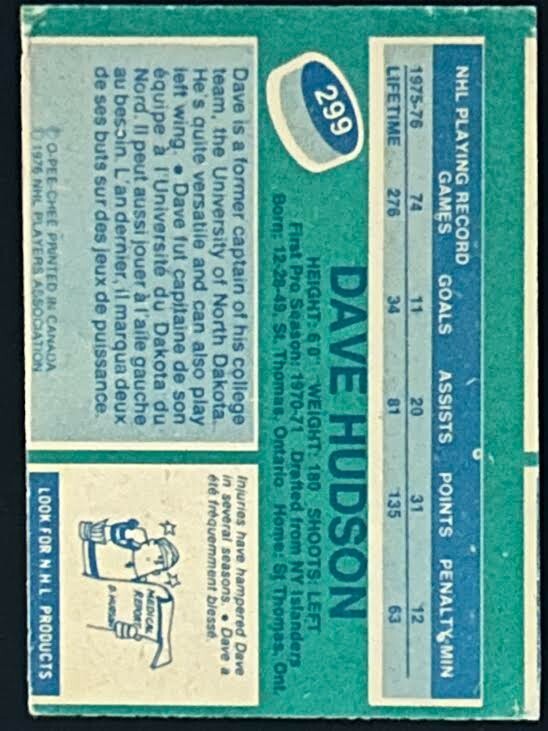 NHL PLAYING RECORD
GAMES GOALS ASSISTS POINTS PENALTY MIN
1975-76 74 11 20 31 12
LIFETIME 276 34 81 135 63
299
DAVE HUDSON
HEIGHT: 6'0" WEIGHT: 180 SHOOTS: LEFT
First Pro Season: 1970-71 Drafted from NY Islanders
Born: 12-28-49, St. Thomas, Ontario Home: St Thomas, Ont.
Dave is a former captain of his college
team, the University of North Dakota.
He's quite versatile and can also play
left wing. • Dave fut capitaine de son
équipe à l'Université du Dakota du
Nord. Il peut aussi jouer à l'aile gauche
au besoin. L'an dernier, il marqua deux
de ses buts sur des jeux de puissance.
© O-PEE-CHEE PRINTED IN CANADA
© 1976 NHL PLAYERS ASSOCIATION
Injuries have hampered Dave
in several seasons. • Dave a
été fréquemment blessé.
MEDICAL
REPORT
D. HUDSON
LOOK FOR N.H.L PRODUCTS